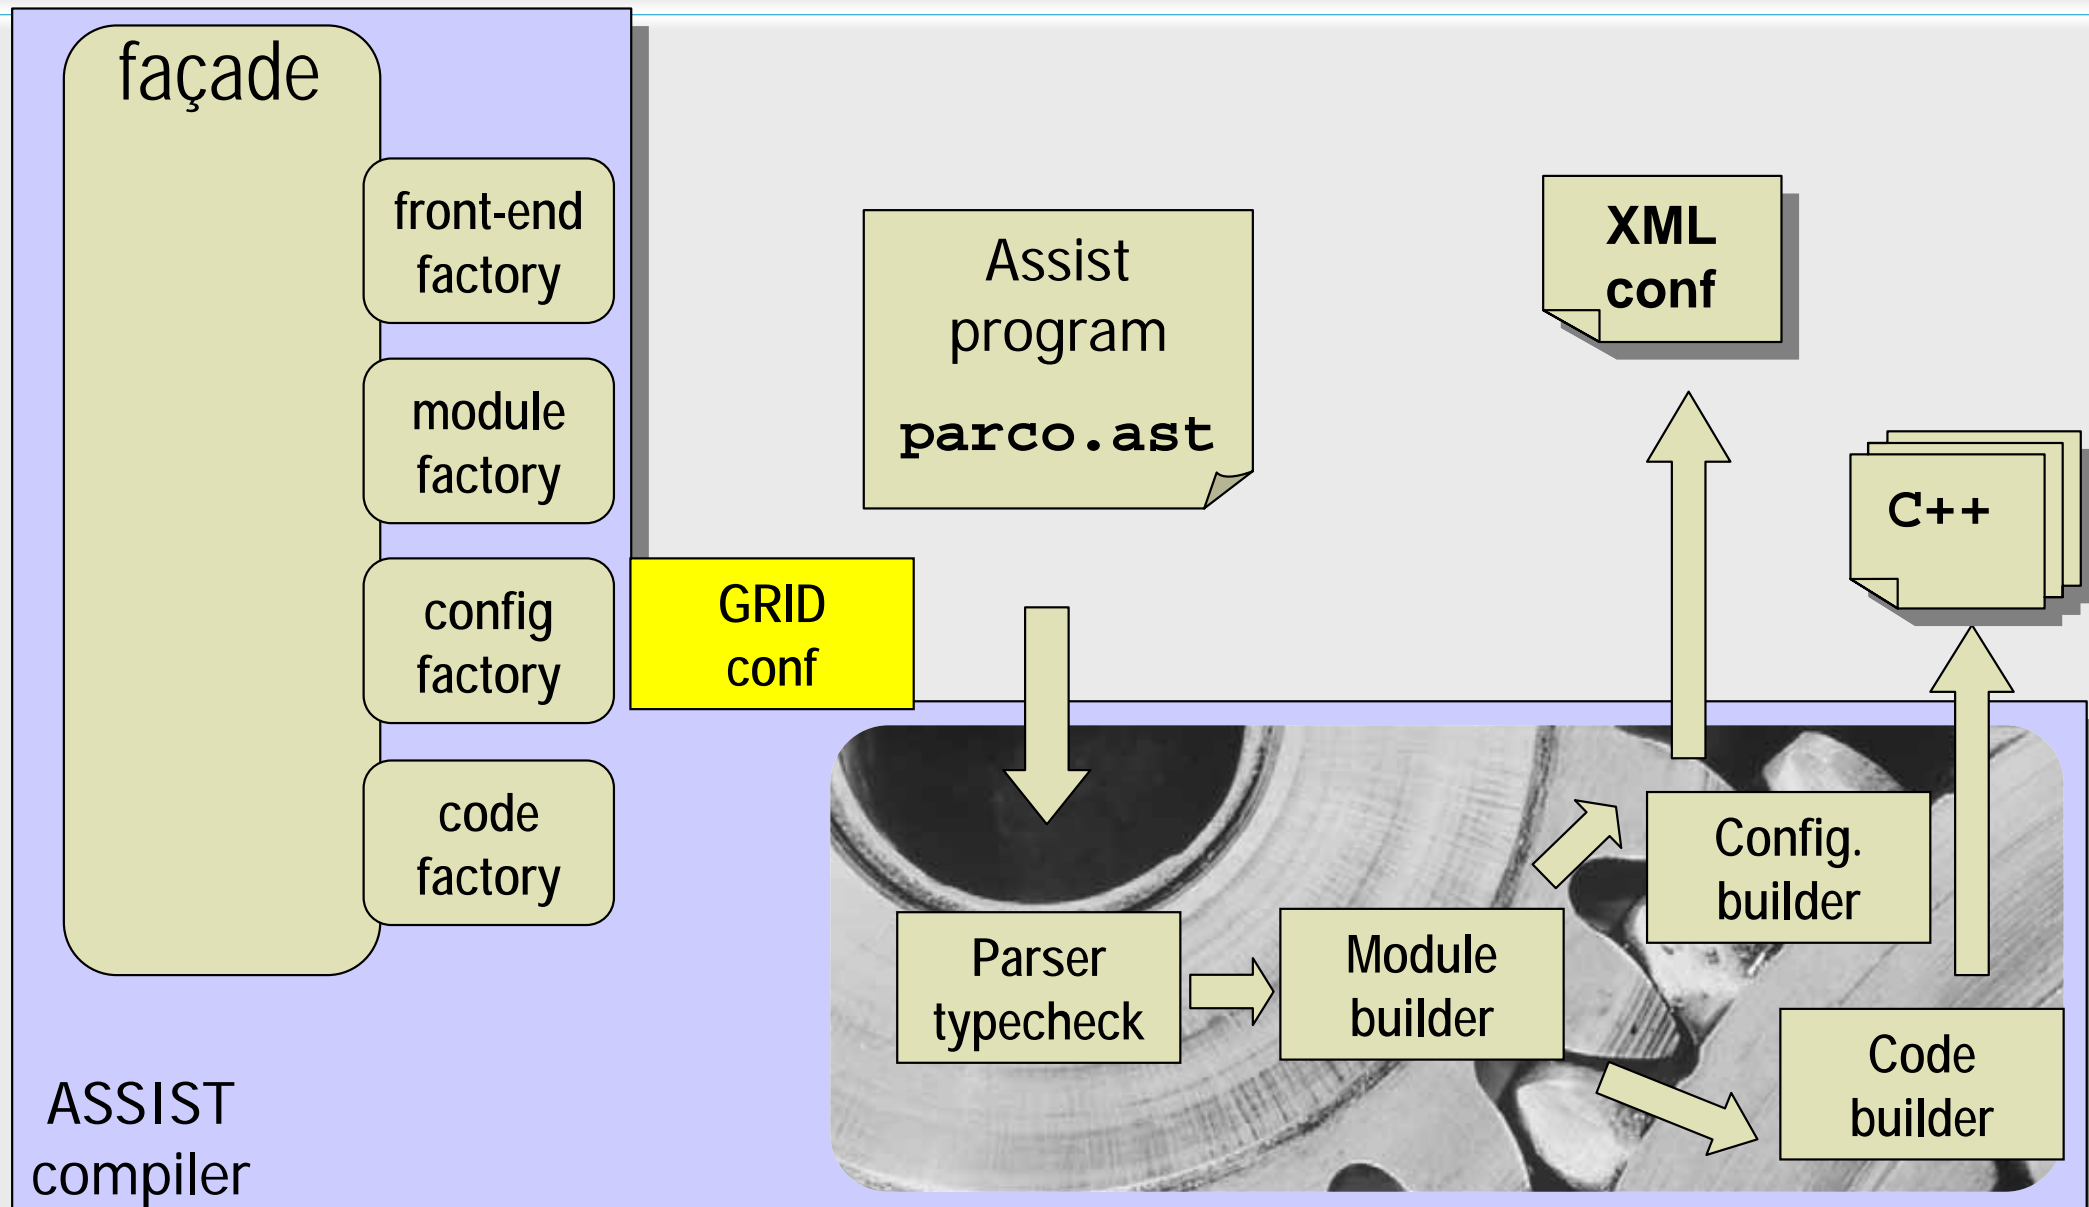 façade
front-end
factory
module
factory
config
factory
code
factory
GRID
conf
Assist
program
parco.ast
XML
conf
C++
Parser
typecheck
Module
builder
Config.
builder
Code
builder
ASSIST
compiler